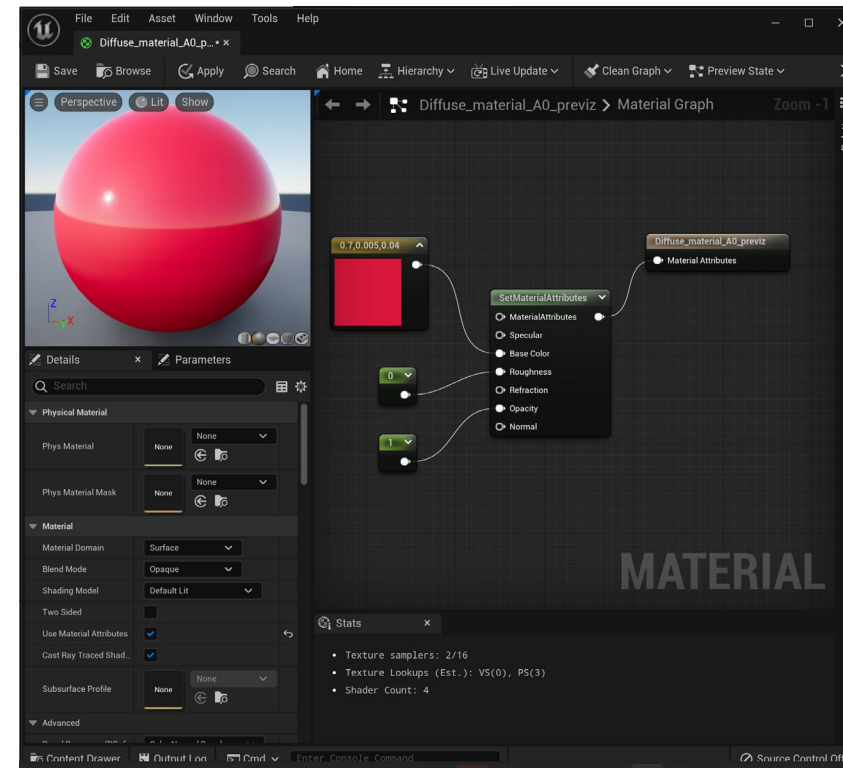 File Edit Asset Window Tools Help
Diffuse_material_A0_p...• ×
Save Browse Apply Search Home Hierarchy Live Update Clean Graph Preview State
Perspective Lit Show
Diffuse_material_A0_previz > Material Graph Zoom -1
0.7,0.005,0.04
Diffuse_material_A0_previz
Material Attributes
SetMaterialAttributes
MaterialAttributes
Specular
Base Color
Roughness
Refraction
Opacity
Normal
0
1
Z
Y X
MATERIAL
Details × Parameters
Search
Physical Material
Phys Material None None
Phys Material Mask None None
Material
Material Domain Surface
Blend Mode Opaque
Shading Model Default Lit
Two Sided
Use Material Attributes
Cast Ray Traced Shad...
Subsurface Profile None None
Advanced
Stats ×
• Texture samplers: 2/16
• Texture Lookups (Est.): VS(0), PS(3)
• Shader Count: 4
Content Drawer Output Log Cmd Enter Console Command Source Control Off